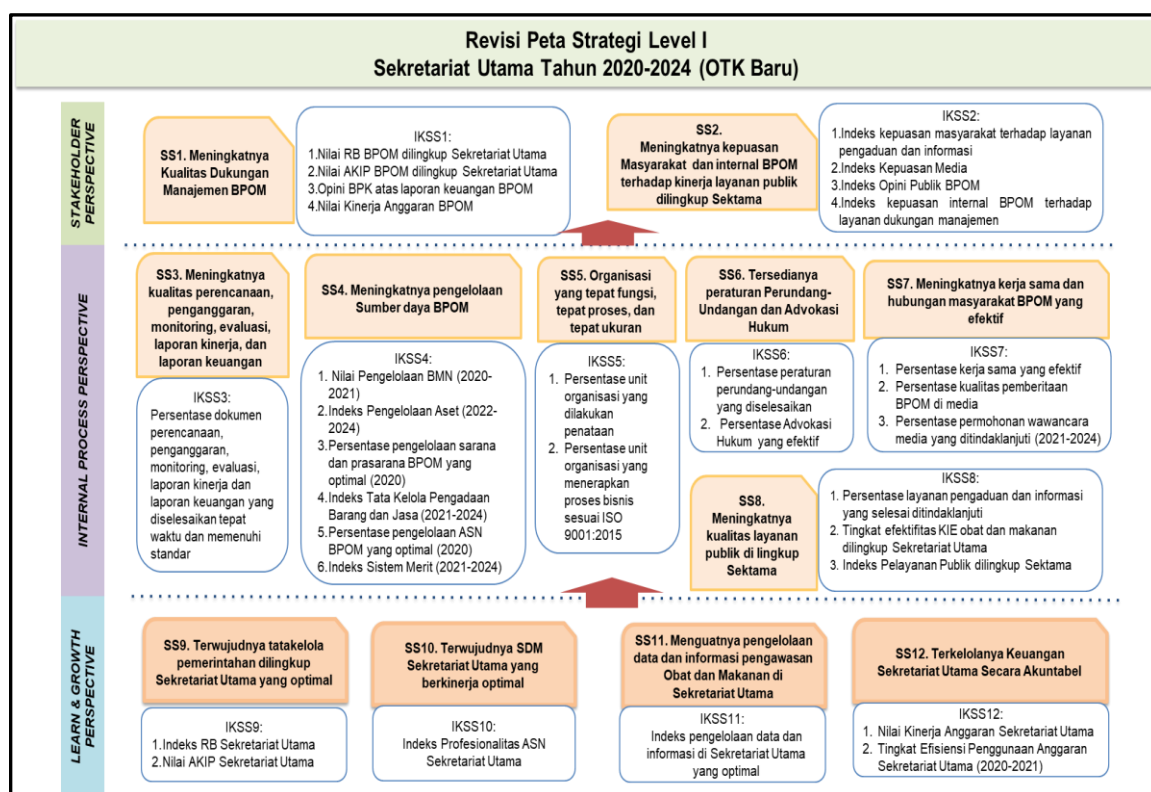 Revisi Peta Strategi Level I
Sekretariat Utama Tahun 2020-2024 (OTK Baru)
STAKEHOLDER
PERSPECTIVE
SS1. Meningkatnya
Kualitas Dukungan
Manajemen BPOM
IKSS1:
1.Nilai RB BPOM dilingkup Sekretariat Utama
2.Nilai AKIP BPOM dilingkup Sekretariat Utama
3.Opini BPK atas laporan keuangan BPOM
4.Nilai Kinerja Anggaran BPOM
SS2.
Meningkatnya kepuasan
Masyarakat dan internal BPOM
terhadap kinerja layanan publik
dilingkup Sektama
IKSS2:
1.Indeks kepuasan masyarakat terhadap layanan
pengaduan dan informasi
2.Indeks Kepuasan Media
3.Indeks Opini Publik BPOM
4.Indeks kepuasan internal BPOM terhadap
layanan dukungan manajemen
INTERNAL PROCESS PERSPECTIVE
SS3. Meningkatnya
kualitas perencanaan,
penganggaran,
monitoring, evaluasi,
laporan kinerja, dan
laporan keuangan
IKSS3:
Persentase dokumen
perencanaan,
penganggaran,
monitoring, evaluasi,
laporan kinerja dan
laporan keuangan yang
diselesaikan tepat
waktu dan memenuhi
standar
SS4. Meningkatnya pengelolaan
Sumber daya BPOM
IKSS4:
1. Nilai Pengelolaan BMN (2020-
2021)
2.Indeks Pengelolaan Aset (2022-
2024)
3.Persentase pengelolaan sarana
dan prasarana BPOM yang
optimal (2020)
4.Indeks Tata Kelola Pengadaan
Barang dan Jasa (2021-2024)
5.Persentase pengelolaan ASN
BPOM yang optimal (2020)
6.Indeks Sistem Merit (2021-2024)
SS5. Organisasi
yang tepat fungsi,
tepat proses, dan
tepat ukuran
IKSS5:
1. Persentase unit
organisasi yang
dilakukan
penataan
2. Persentase unit
organisasi yang
menerapkan
proses bisnis
sesuai ISO
9001:2015
SS6. Tersedianya
peraturan Perundang-
Undangan dan Advokasi
Hukum
IKSS6:
1. Persentase peraturan
perundang-undangan
yang diselesaikan
2. Persentase Advokasi
Hukum yang efektif
SS7. Meningkatnya kerja sama dan
hubungan masyarakat BPOM yang
efektif
IKSS7:
1. Persentase kerja sama yang efektif
2. Persentase kualitas pemberitaan
BPOM di media
3. Persentase permohonan wawancara
media yang ditindaklanjuti (2021-2024)
SS8.
Meningkatnya
kualitas layanan
publik di lingkup
Sektama
IKSS8:
1. Persentase layanan pengaduan dan informasi
yang selesai ditindaklanjuti
2. Tingkat efektifitas KIE obat dan makanan
dilingkup Sekretariat Utama
3. Indeks Pelayanan Publik dilingkup Sektama
LEARN & GROWTH
PERSPECTIVE
SS9. Terwujudnya tatakelola
pemerintahan dilingkup
Sekretariat Utama yang optimal
IKSS9:
1.Indeks RB Sekretariat Utama
2.Nilai AKIP Sekretariat Utama
SS10. Terwujudnya SDM
Sekretariat Utama yang
berkinerja optimal
IKSS10:
Indeks Profesionalitas ASN
Sekretariat Utama
SS11. Menguatnya pengelolaan
data dan informasi pengawasan
Obat dan Makanan di
Sekretariat Utama
IKSS11:
Indeks pengelolaan data dan
informasi di Sekretariat Utama
yang optimal
SS12. Terkelolanya Keuangan
Sekretariat Utama Secara Akuntabel
IKSS12:
1. Nilai Kinerja Anggaran Sekretariat Utama
2. Tingkat Efisiensi Penggunaan Anggaran
Sekretariat Utama (2020-2021)